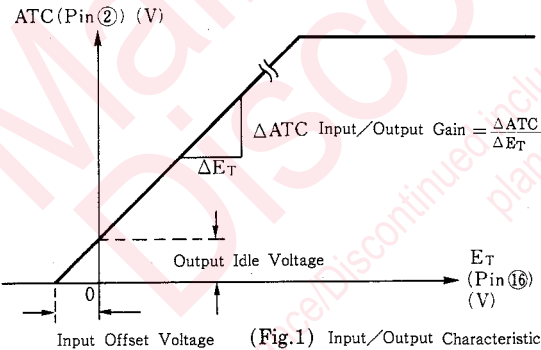 ATC(Pin②) (V)
ΔATC Input/Output Gain = ΔATC/ΔET
ΔET
Output Idle Voltage
ET
(Pin⑯)
(V)
0
Input Offset Voltage (Fig.1) Input/Output Characteristic